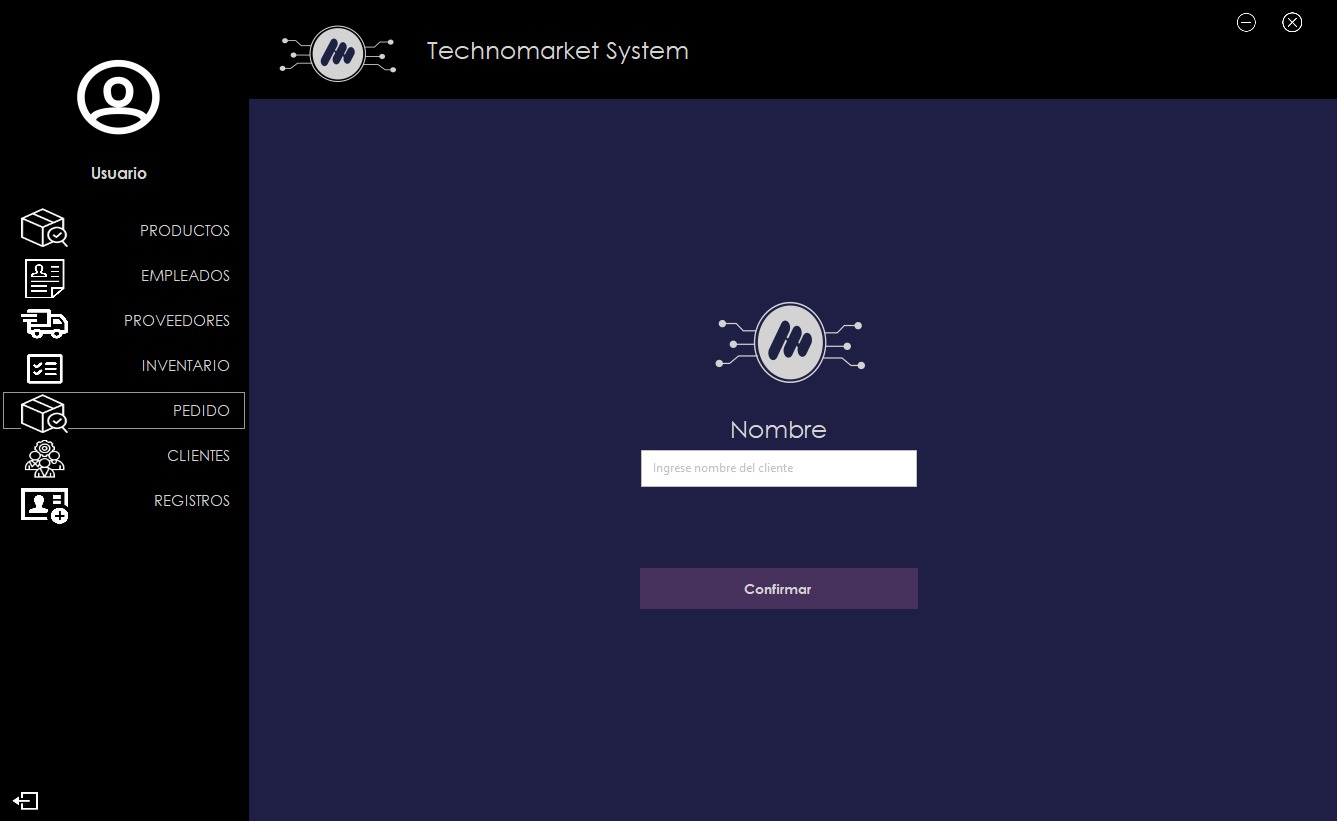 Technomarket System
Usuario
PRODUCTOS
EMPLEADOS
PROVEEDORES
INVENTARIO
PEDIDO
CLIENTES
REGISTROS
Nombre
Ingrese nombre del cliente
Confirmar